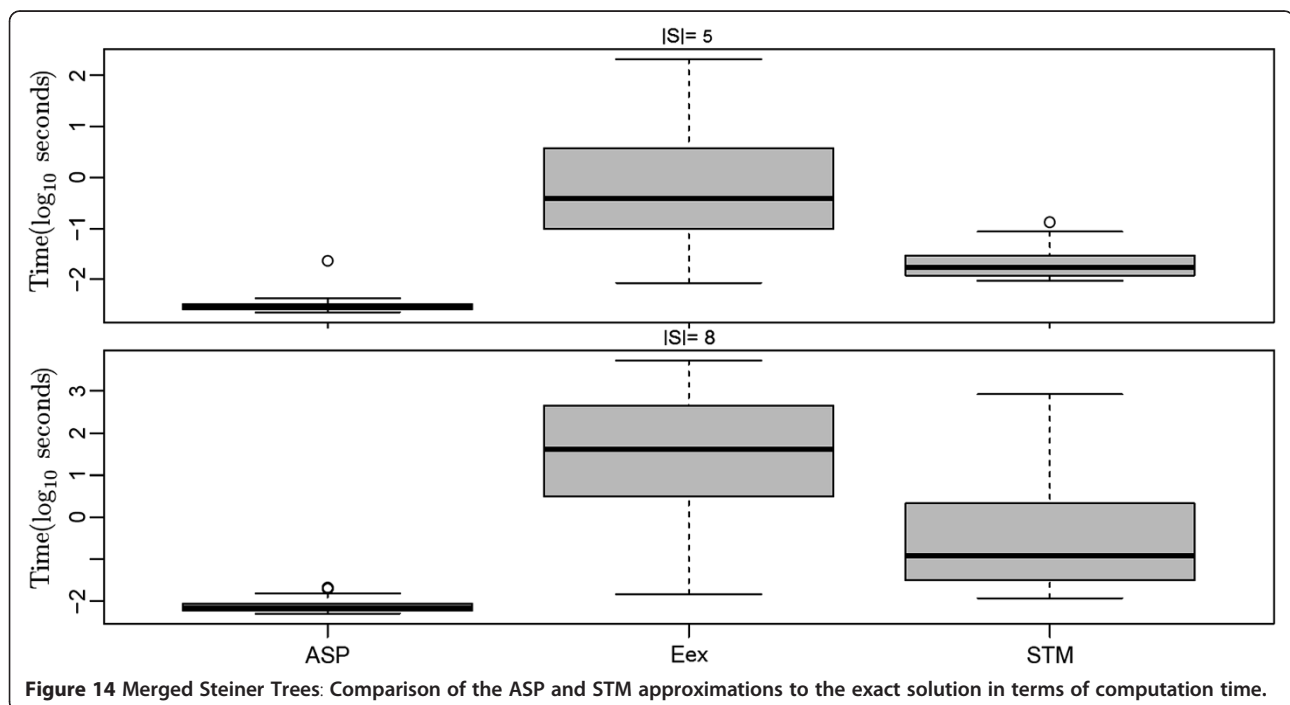 |S|= 5
Time(log10 seconds)
2
1
0
−1
−2
|S|= 8
Time(log10 seconds)
3
2
1
0
−2
ASP Eex STM
Figure 14 Merged Steiner Trees: Comparison of the ASP and STM approximations to the exact solution in terms of computation time.